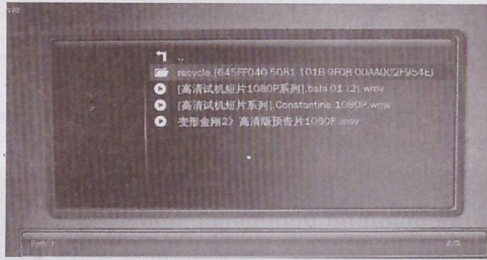 ..
recycle.{645FF040-5081-101B-9F08-00AA002F954E}
[高清试机短片1080P系列].bshi 01 (2).wmv
[高清试机短片系列].Constantine.1080P.wmv
变形金刚2》高清版预告片1080P.mov
2/5